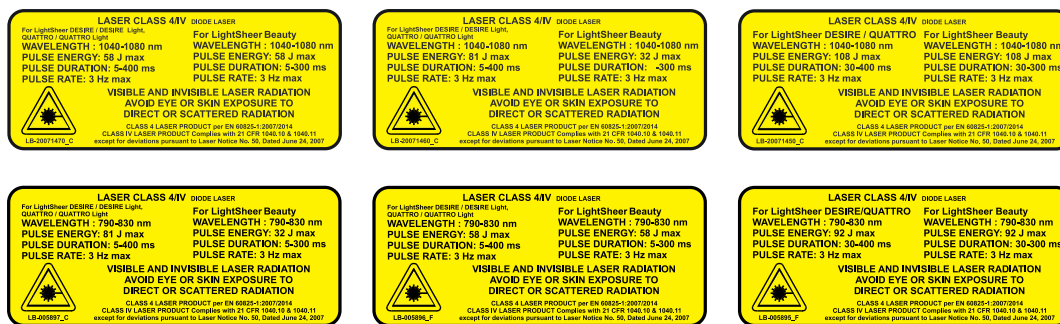 LASER CLASS 4/IV DIODE LASER
For LightSheer DESIRE / DESIRE Light,
QUATTRO / QUATTRO Light
WAVELENGTH : 1040-1080 nm
PULSE ENERGY: 58 J max
PULSE DURATION: 5-400 ms
PULSE RATE: 3 Hz max
For LightSheer Beauty
WAVELENGTH : 1040-1080 nm
PULSE ENERGY: 58 J max
PULSE DURATION: 5-300 ms
PULSE RATE: 3 Hz max
VISIBLE AND INVISIBLE LASER RADIATION
AVOID EYE OR SKIN EXPOSURE TO
DIRECT OR SCATTERED RADIATION
CLASS 4 LASER PRODUCT per EN 60825-1:2007/2014
CLASS IV LASER PRODUCT Complies with 21 CFR 1040.10 & 1040.11
except for deviations pursuant to Laser Notice No. 50, Dated June 24, 2007
LB-20071470_C
LASER CLASS 4/IV DIODE LASER
For LightSheer DESIRE / DESIRE Light,
QUATTRO / QUATTRO Light
WAVELENGTH : 1040-1080 nm
PULSE ENERGY: 81 J max
PULSE DURATION: 5-400 ms
PULSE RATE: 3 Hz max
For LightSheer Beauty
WAVELENGTH : 1040-1080 nm
PULSE ENERGY: 32 J max
PULSE DURATION: -300 ms
PULSE RATE: 3 Hz max
VISIBLE AND INVISIBLE LASER RADIATION
AVOID EYE OR SKIN EXPOSURE TO
DIRECT OR SCATTERED RADIATION
CLASS 4 LASER PRODUCT per EN 60825-1:2007/2014
CLASS IV LASER PRODUCT Complies with 21 CFR 1040.10 & 1040.11
except for deviations pursuant to Laser Notice No. 50, Dated June 24, 2007
LB-20071460_C
LASER CLASS 4/IV DIODE LASER
For LightSheer DESIRE / QUATTRO
WAVELENGTH : 1040-1080 nm
PULSE ENERGY: 108 J max
PULSE DURATION: 30-400 ms
PULSE RATE: 3 Hz max
For LightSheer Beauty
WAVELENGTH : 1040-1080 nm
PULSE ENERGY: 108 J max
PULSE DURATION: 30-300 ms
PULSE RATE: 3 Hz max
VISIBLE AND INVISIBLE LASER RADIATION
AVOID EYE OR SKIN EXPOSURE TO
DIRECT OR SCATTERED RADIATION
CLASS 4 LASER PRODUCT per EN 60825-1:2007/2014
CLASS IV LASER PRODUCT Complies with 21 CFR 1040.10 & 1040.11
except for deviations pursuant to Laser Notice No. 50, Dated June 24, 2007
LB-20071450_C
LASER CLASS 4/IV DIODE LASER
For LightSheer DESIRE / DESIRE Light,
QUATTRO / QUATTRO Light
WAVELENGTH : 790-830 nm
PULSE ENERGY: 81 J max
PULSE DURATION: 5-400 ms
PULSE RATE: 3 Hz max
For LightSheer Beauty
WAVELENGTH : 790-830 nm
PULSE ENERGY: 32 J max
PULSE DURATION: 5-300 ms
PULSE RATE: 3 Hz max
VISIBLE AND INVISIBLE LASER RADIATION
AVOID EYE OR SKIN EXPOSURE TO
DIRECT OR SCATTERED RADIATION
CLASS 4 LASER PRODUCT per EN 60825-1:2007/2014
CLASS IV LASER PRODUCT Complies with 21 CFR 1040.10 & 1040.11
except for deviations pursuant to Laser Notice No. 50, Dated June 24, 2007
LB-005897_C
LASER CLASS 4/IV DIODE LASER
For LightSheer DESIRE / DESIRE Light,
QUATTRO / QUATTRO Light
WAVELENGTH : 790-830 nm
PULSE ENERGY: 58 J max
PULSE DURATION: 5-400 ms
PULSE RATE: 3 Hz max
For LightSheer Beauty
WAVELENGTH : 790-830 nm
PULSE ENERGY: 58 J max
PULSE DURATION: 5-300 ms
PULSE RATE: 3 Hz max
VISIBLE AND INVISIBLE LASER RADIATION
AVOID EYE OR SKIN EXPOSURE TO
DIRECT OR SCATTERED RADIATION
CLASS 4 LASER PRODUCT per EN 60825-1:2007/2014
CLASS IV LASER PRODUCT Complies with 21 CFR 1040.10 & 1040.11
except for deviations pursuant to Laser Notice No. 50, Dated June 24, 2007
LB-005896_F
LASER CLASS 4/IV DIODE LASER
For LightSheer DESIRE/QUATTRO
WAVELENGTH : 790-830 nm
PULSE ENERGY: 92 J max
PULSE DURATION: 30-400 ms
PULSE RATE: 3 Hz max
For LightSheer Beauty
WAVELENGTH : 790-830 nm
PULSE ENERGY: 92 J max
PULSE DURATION: 30-300 ms
PULSE RATE: 3 Hz max
VISIBLE AND INVISIBLE LASER RADIATION
AVOID EYE OR SKIN EXPOSURE TO
DIRECT OR SCATTERED RADIATION
CLASS 4 LASER PRODUCT per EN 60825-1:2007/2014
CLASS IV LASER PRODUCT Complies with 21 CFR 1040.10 & 1040.11
except for deviations pursuant to Laser Notice No. 50, Dated June 24, 2007
LB-005895_F